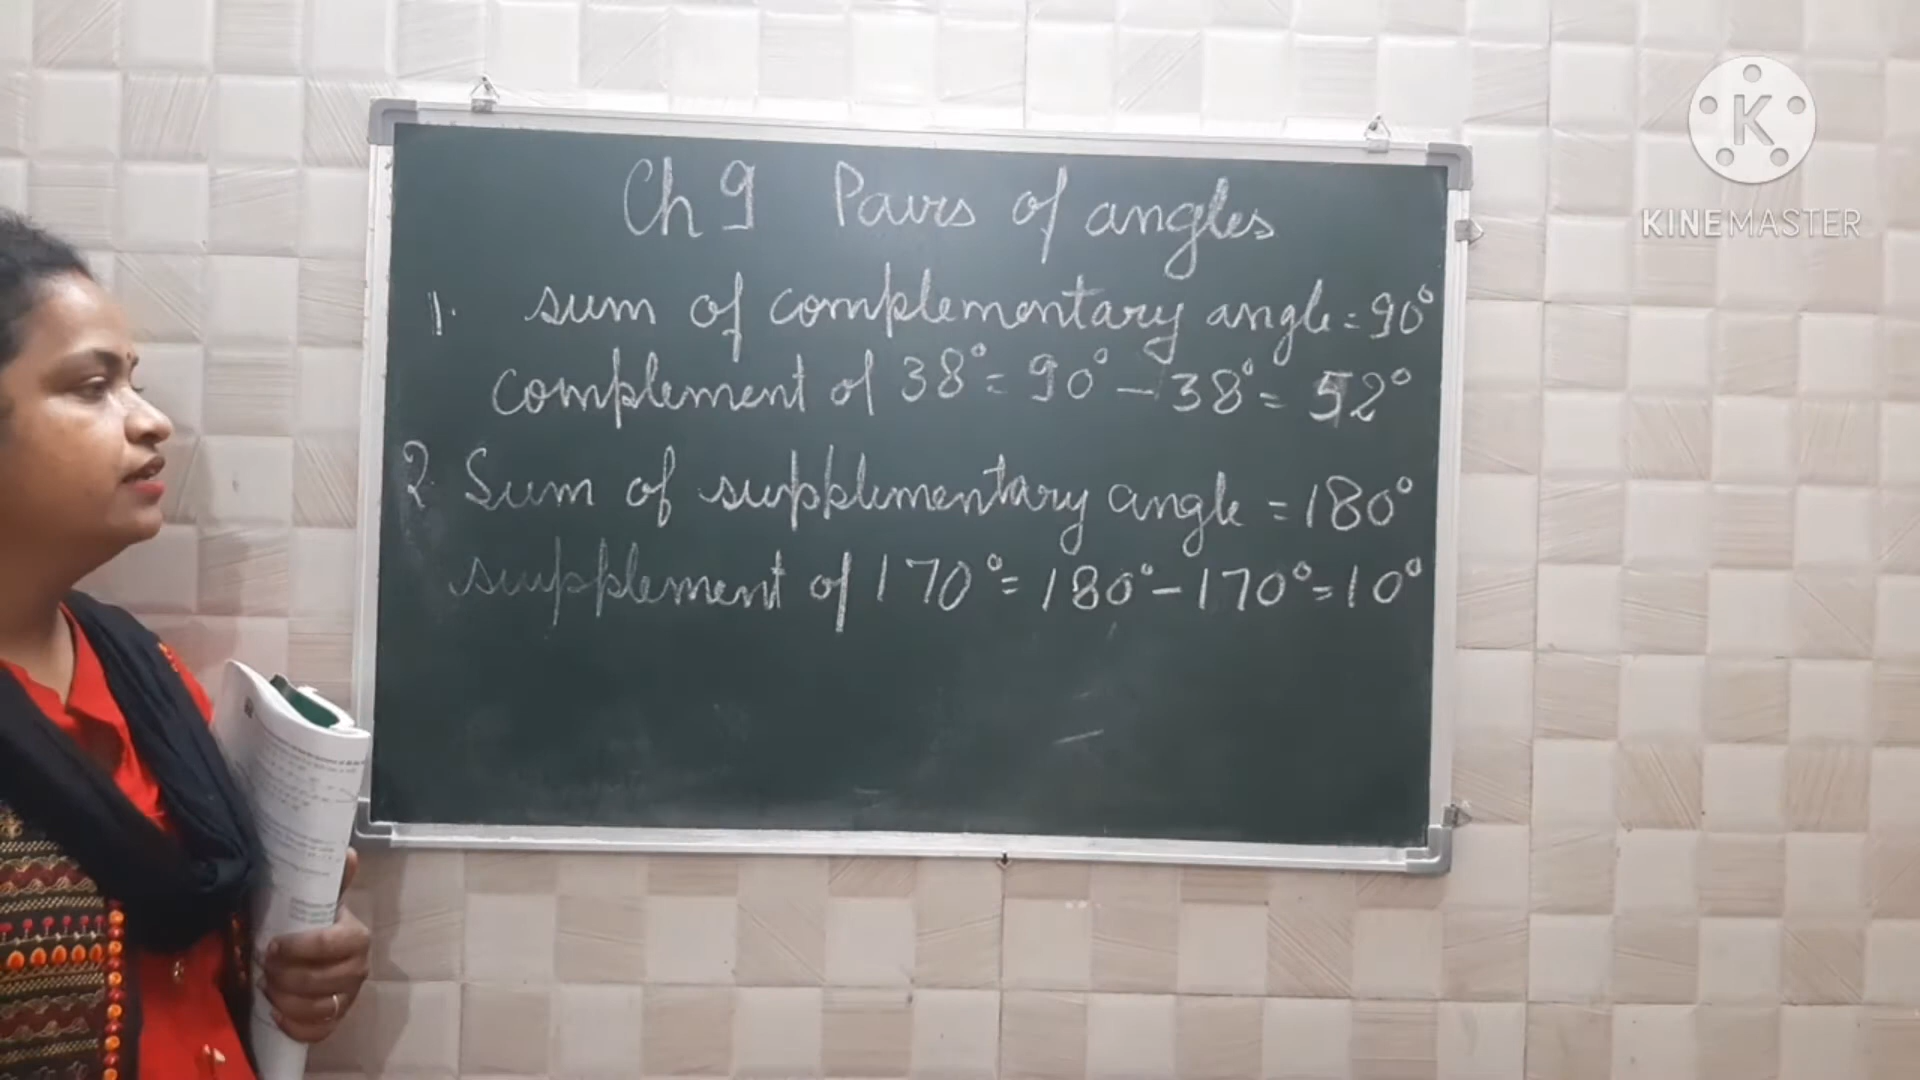 Ch 9 Pairs of angles
1. sum of complementary angle = 90°
complement of 38° = 90° - 38° = 52°
2. Sum of supplementary angle = 180°
supplement of 170° = 180° - 170° = 10°
K
KINEMASTER